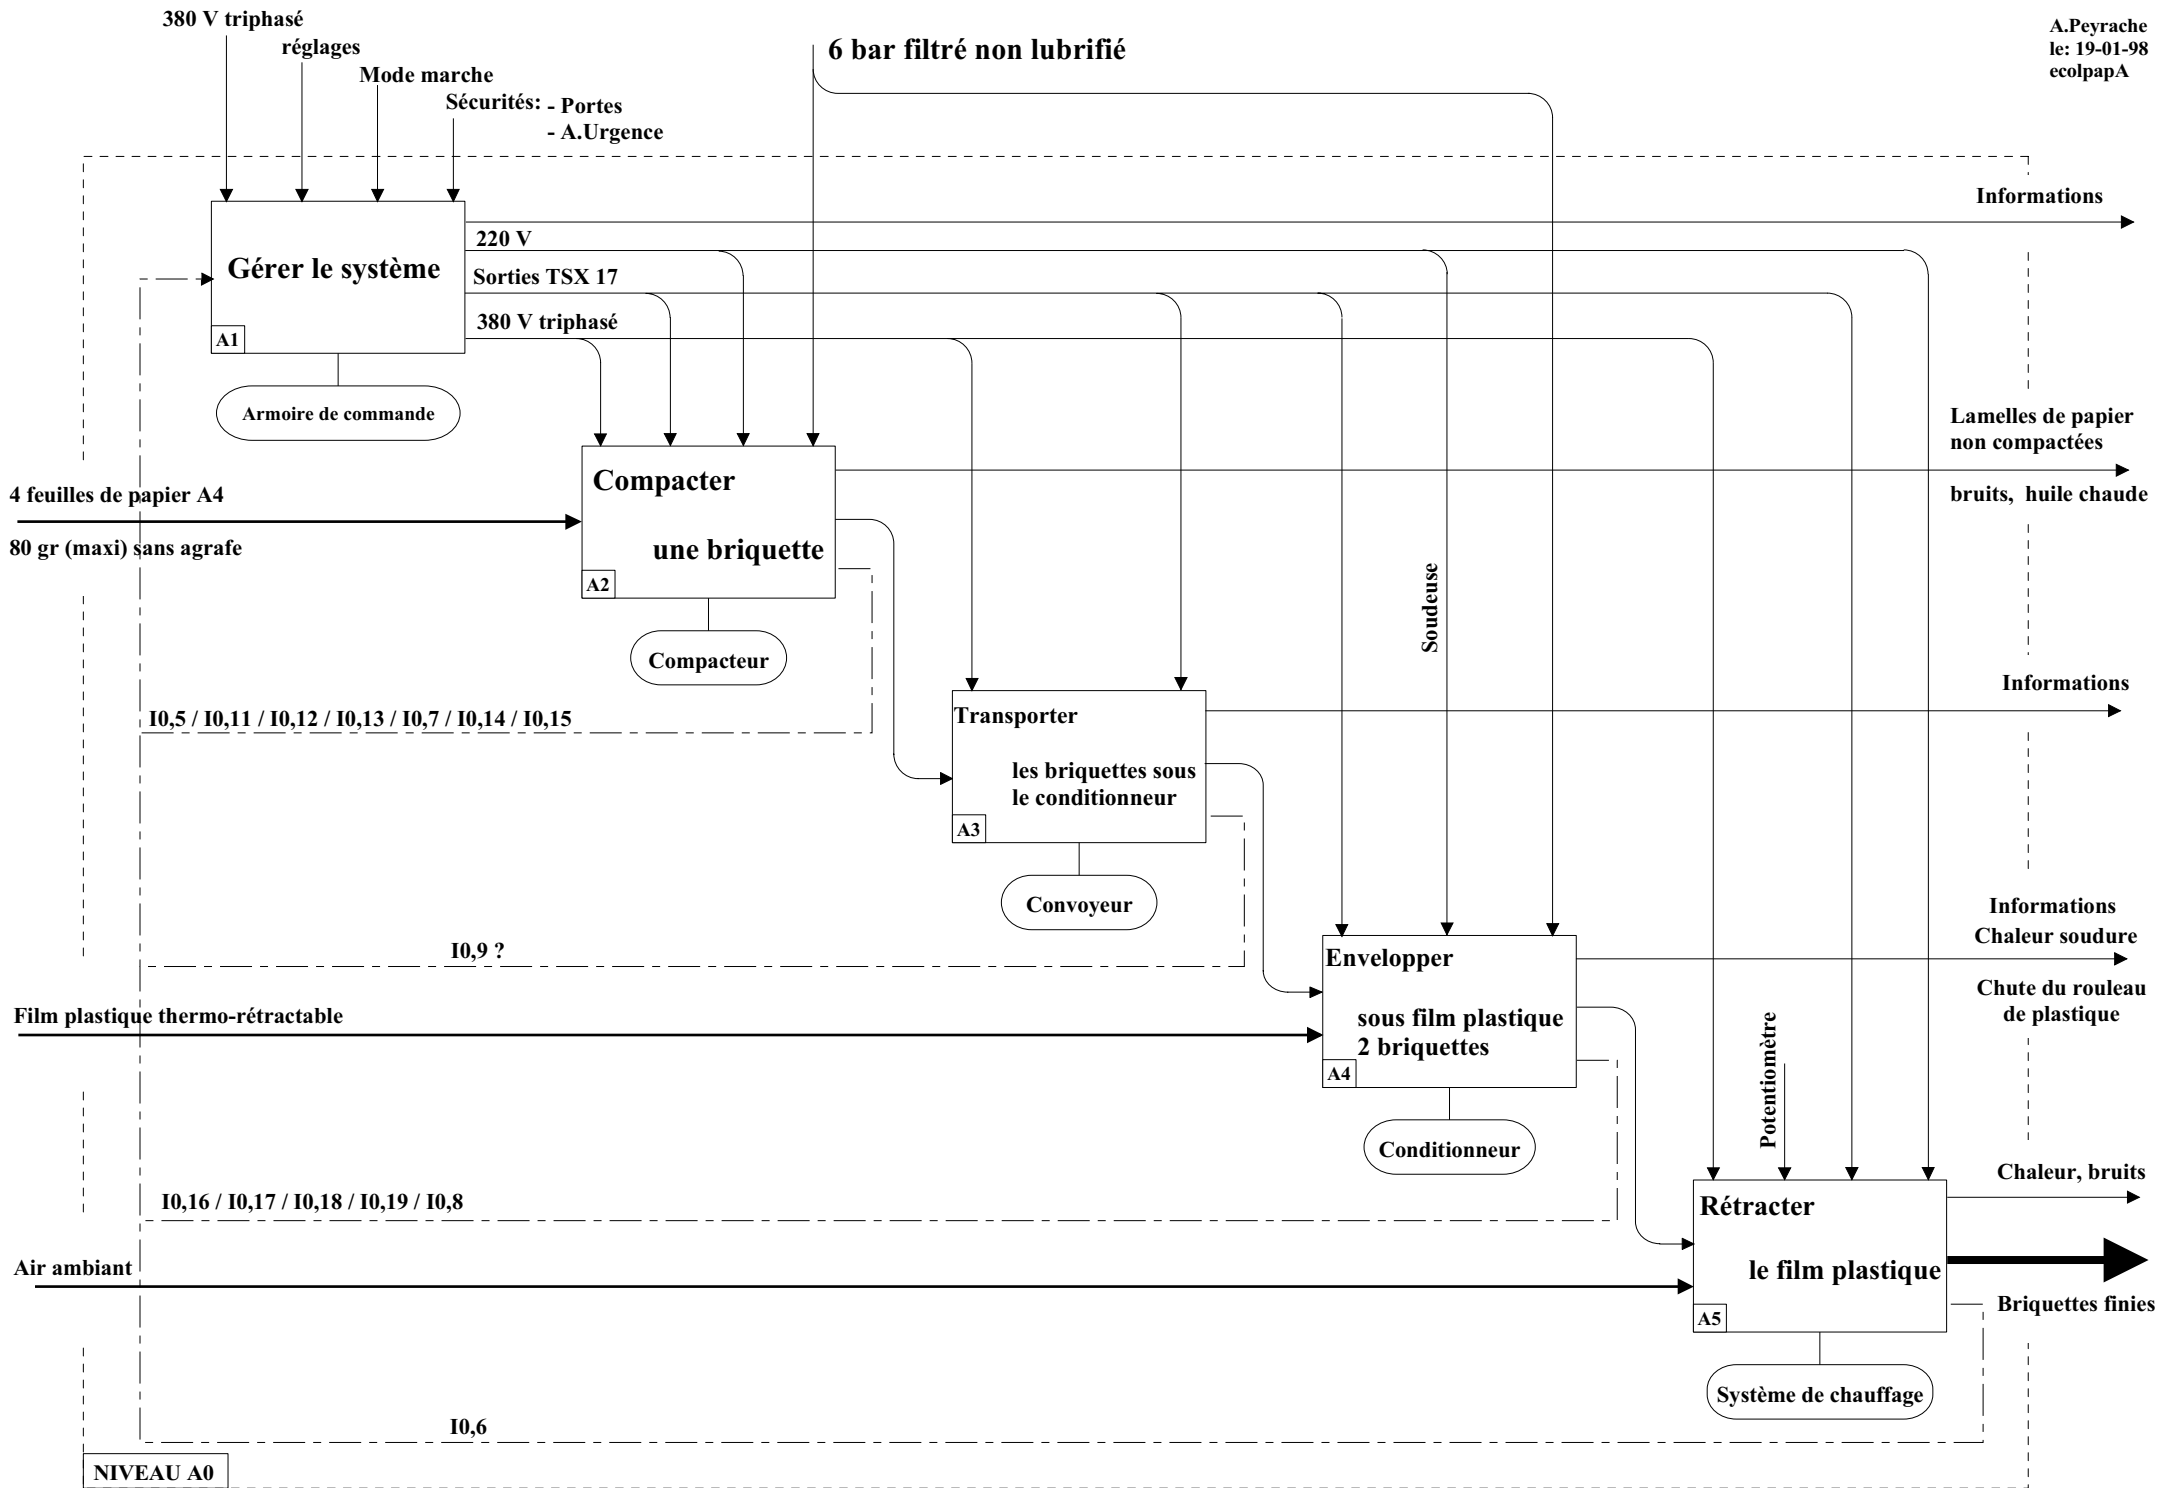 380 V triphasé
réglages
Mode marche
Sécurités: - Portes
- A.Urgence
6 bar filtré non lubrifié
A.Peyrache
le: 19-01-98
ecolpapA
Informations
220 V
Gérer le système
Sorties TSX 17
380 V triphasé
A1
Armoire de commande
Lamelles de papier
non compactées
bruits, huile chaude
4 feuilles de papier A4
80 gr (maxi) sans agrafe
Compacter
une briquette
A2
Compacteur
Soudeuse
I0,5 / I0,11 / I0,12 / I0,13 / I0,7 / I0,14 / I0,15
Informations
Transporter
les briquettes sous
le conditionneur
A3
Convoyeur
I0,9 ?
Informations
Chaleur soudure
Chute du rouleau
de plastique
Envelopper
sous film plastique
2 briquettes
A4
Film plastique thermo-rétractable
Conditionneur
Potentiomètre
I0,16 / I0,17 / I0,18 / I0,19 / I0,8
Chaleur, bruits
Rétracter
le film plastique
A5
Air ambiant
Briquettes finies
Système de chauffage
I0,6
NIVEAU A0